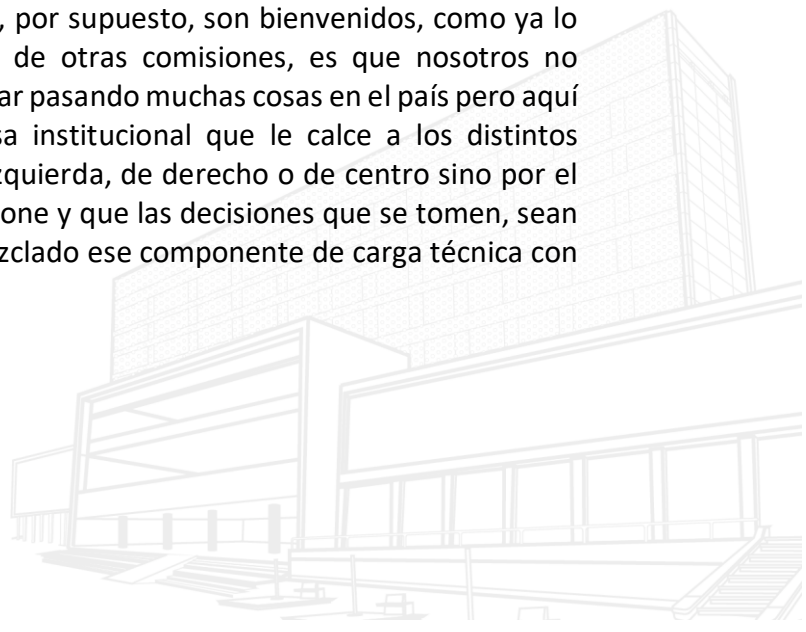 , por supuesto, son bienvenidos, como ya lo
de otras comisiones, es que nosotros no
ar pasando muchas cosas en el país pero aquí
sa institucional que le calce a los distintos
zquierda, de derecho o de centro sino por el
one y que las decisiones que se tomen, sean
zclado ese componente de carga técnica con